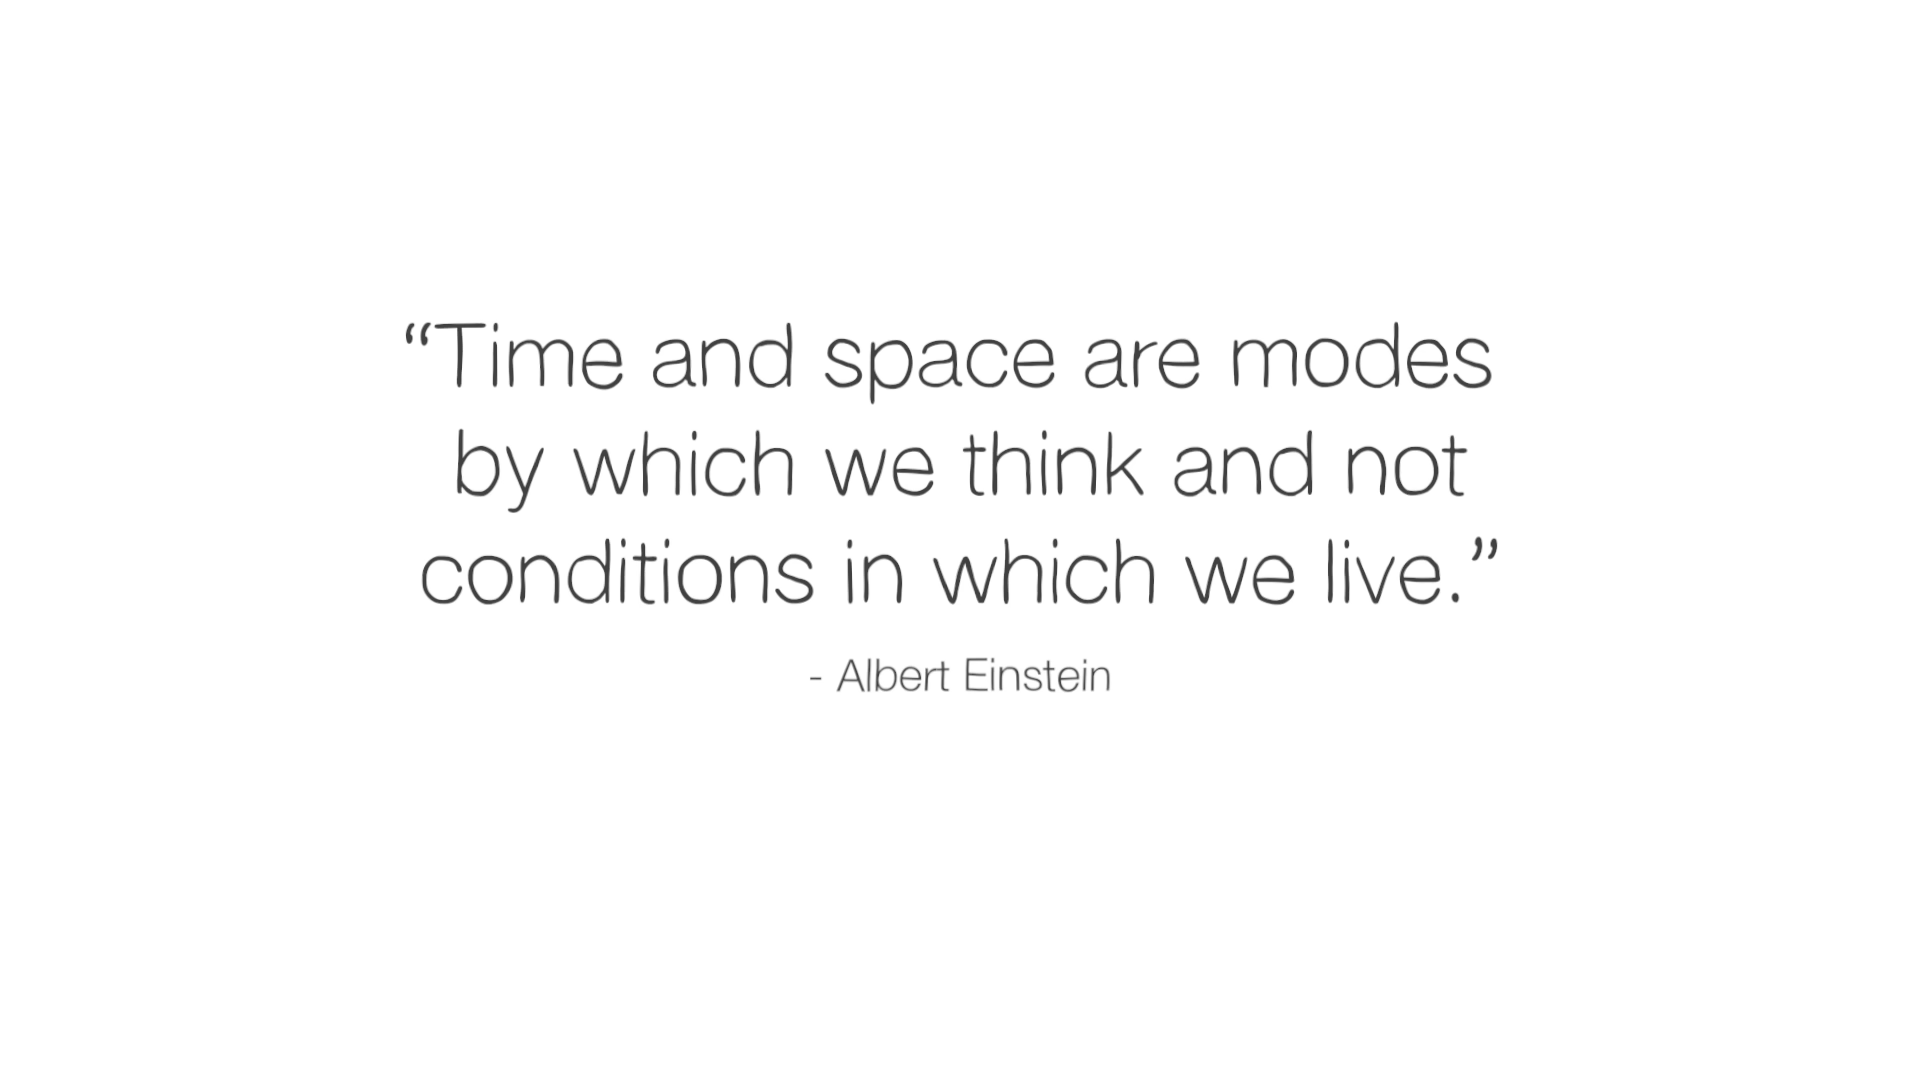 “Time and space are modes
by which we think and not
conditions in which we live.”
- Albert Einstein